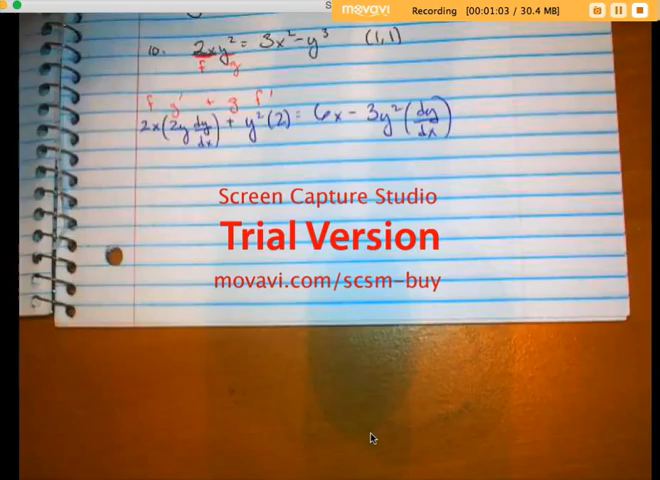 movavi Recording [00:01:03 / 30.4 MB]
10. 2xy² = 3x² - y³ (1,1)
f g
f g' + g f'
2x(2y dy/dx) + y²(2) = 6x - 3y²(dy/dx)
Screen Capture Studio
Trial Version
movavi.com/scsm-buy